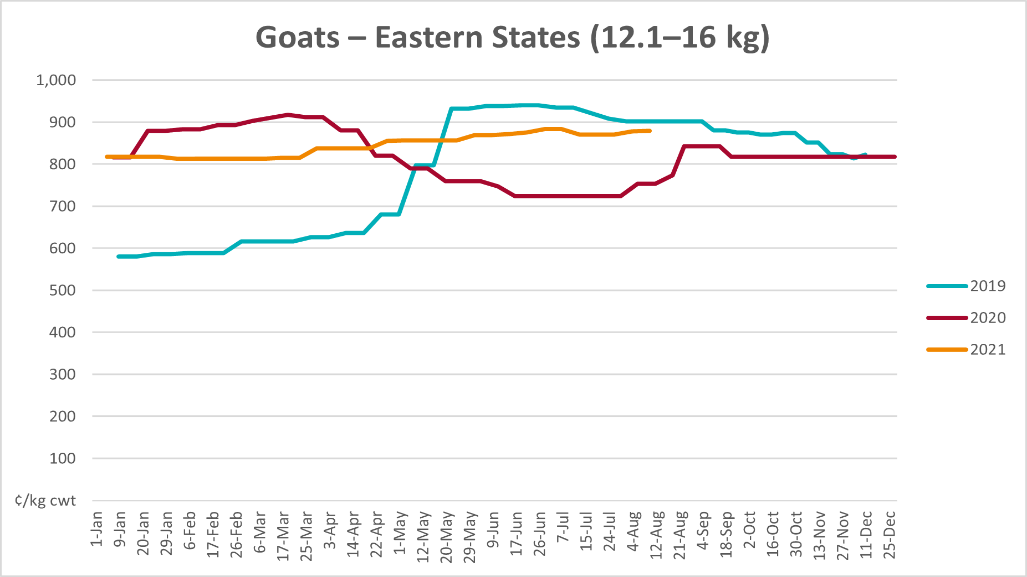 Goats – Eastern States (12.1–16 kg)
1,000
900
800
700
600
500
400
300
200
100
¢/kg cwt
1-Jan
9-Jan
20-Jan
29-Jan
6-Feb
17-Feb
26-Feb
6-Mar
17-Mar
25-Mar
3-Apr
14-Apr
22-Apr
1-May
12-May
20-May
29-May
9-Jun
17-Jun
26-Jun
7-Jul
15-Jul
24-Jul
4-Aug
12-Aug
21-Aug
4-Sep
18-Sep
2-Oct
16-Oct
30-Oct
13-Nov
27-Nov
11-Dec
25-Dec
2019
2020
2021